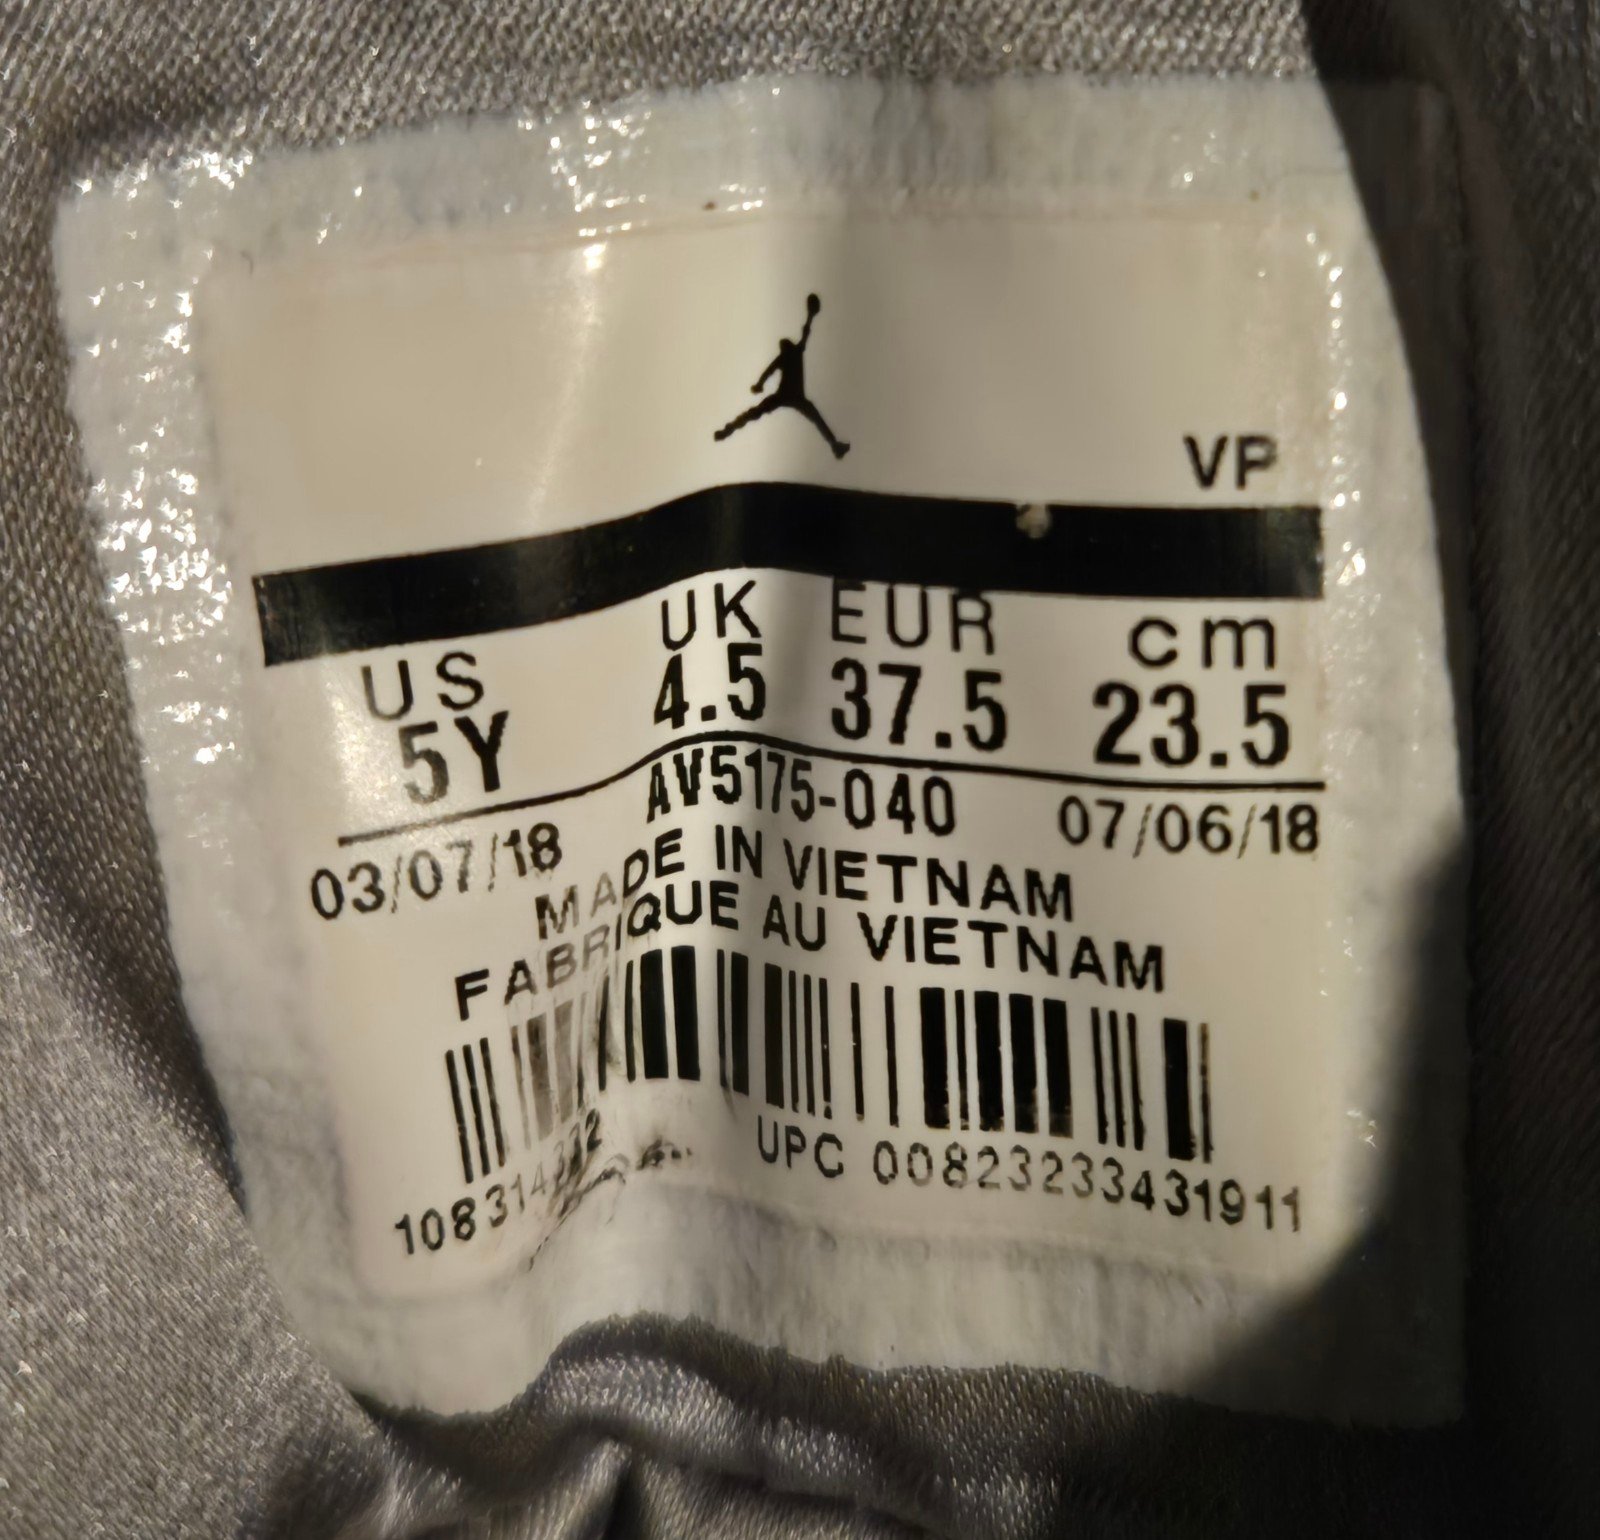 VP
US UK EUR cm
5Y 4.5 37.5 23.5
03/07/18 AV5175-040 07/06/18
MADE IN VIETNAM
FABRIQUE AU VIETNAM
UPC 00823233431911